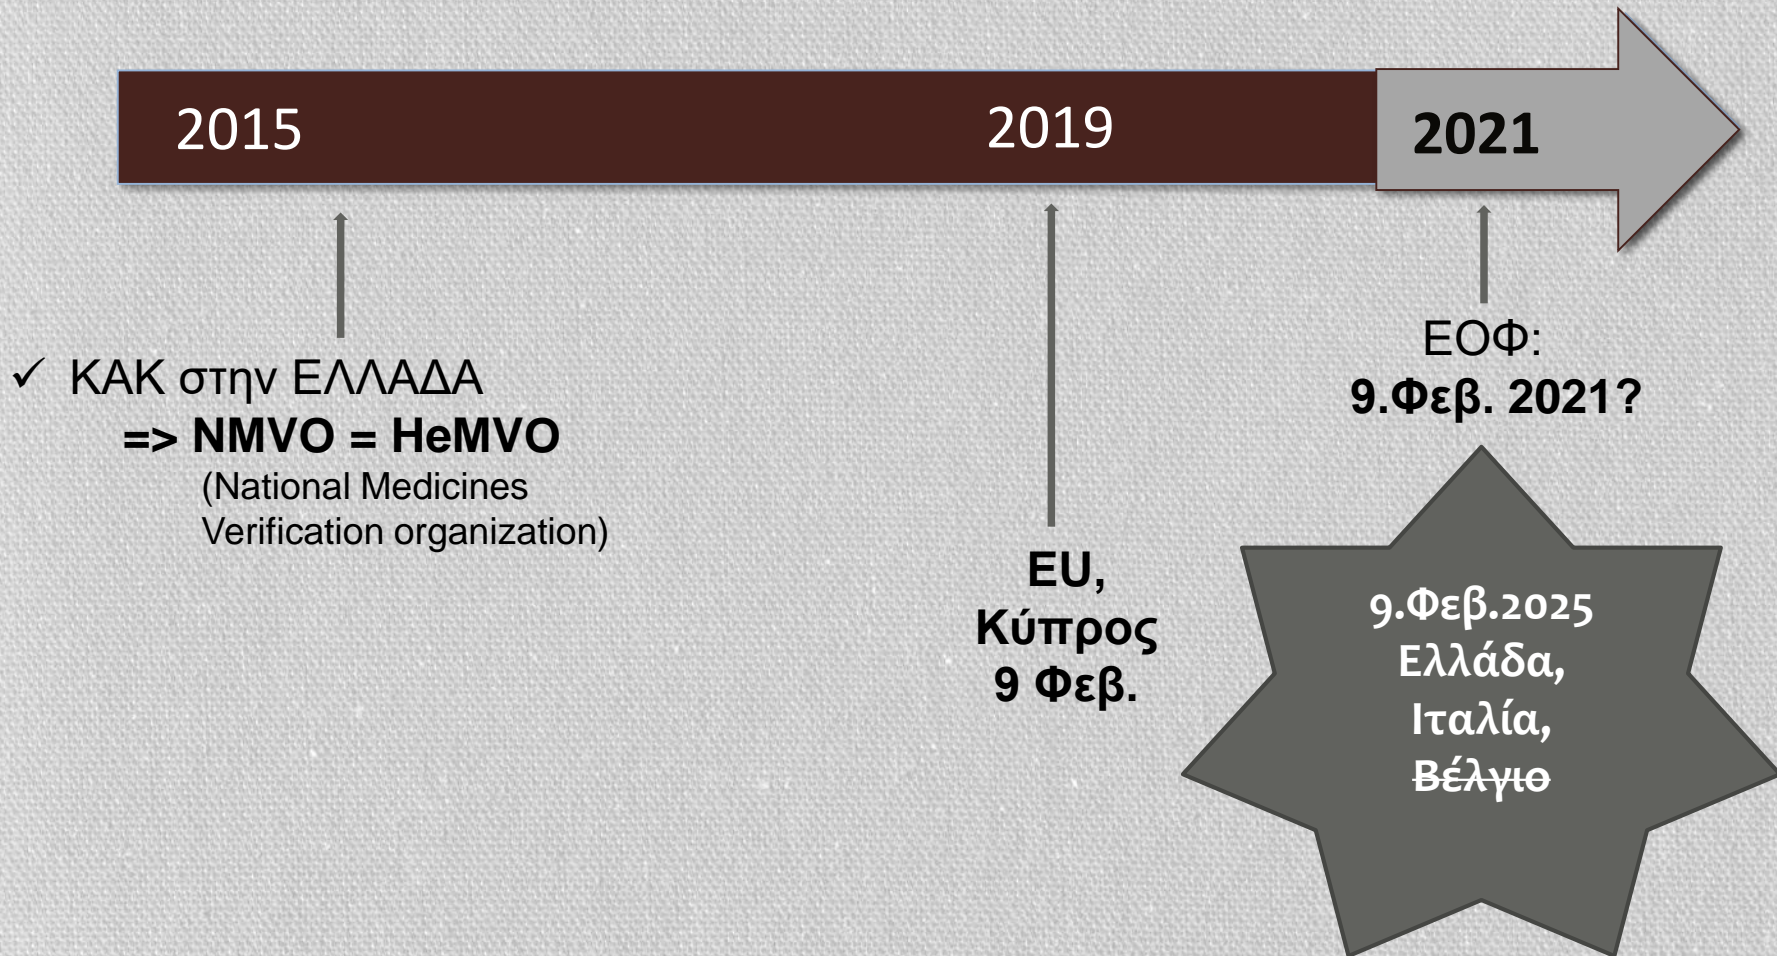 2015
2019
2021
✓ ΚΑΚ στην ΕΛΛΑΔΑ
=> NMVO = HeMVO
(National Medicines
Verification organization)
EU,
Κύπρος
9 Φεβ.
ΕΟΦ:
9.Φεβ. 2021?
9.Φεβ.2025
Ελλάδα,
Ιταλία,
Βέλγιο